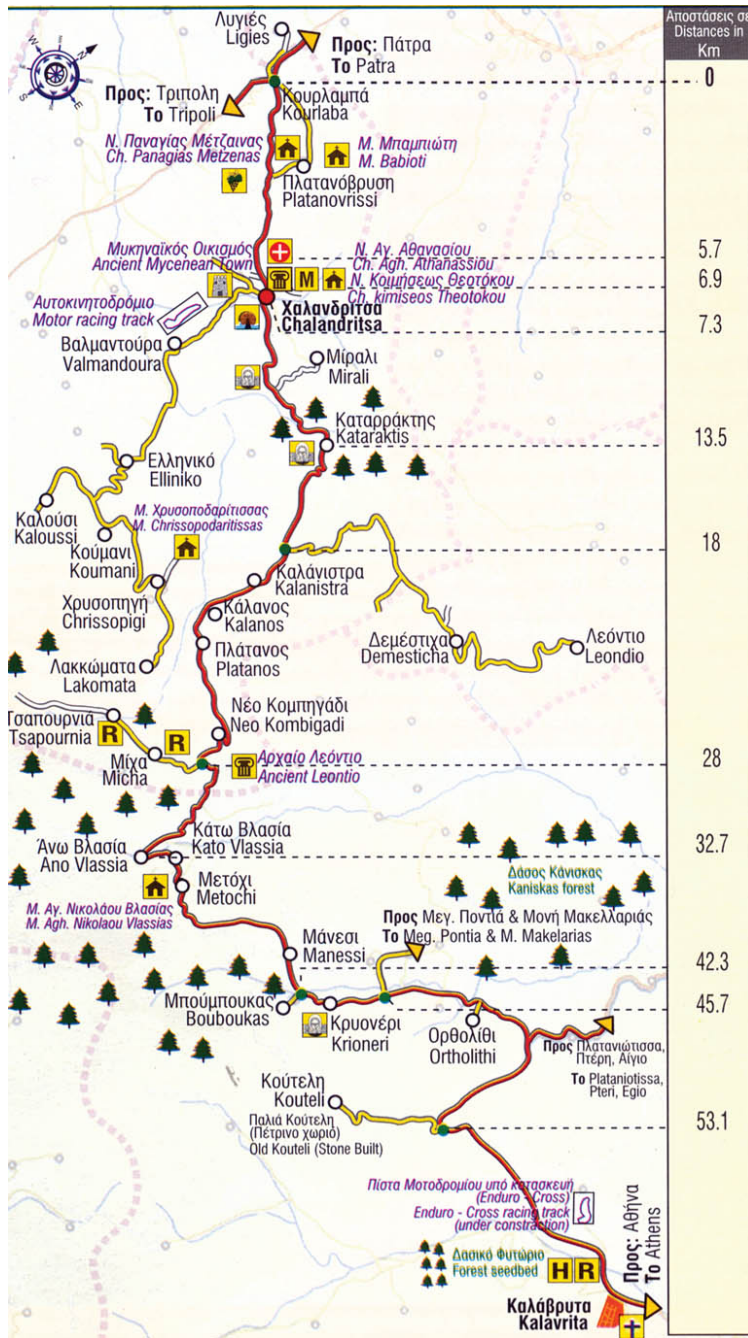 Αποστάσεις σε
Distances in
Km
Λυγιές
Ligies
Προς: Πάτρα
To Patra
0
Προς: Τριπολη
To Tripoli
Κουρλαμπά
Kourlaba
Ν. Παναγίας Μέτζαινας
Ch. Panagias Metzenas
Μ. Μπαμπιώτη
M. Babioti
Πλατανόβρυση
Platanovrissi
Μυκηναϊκός Οικισμός
Ancient Mycenean Town
Ν. Αγ. Αθανασίου
Ch. Agh. Athanassiou
5.7
M
Ν. Κοιμήσεως Θεοτόκου
Ch. kimiseos Theotokou
6.9
Αυτοκινητοδρόμιο
Motor racing track
Χαλανδρίτσα
Chalandritsa
7.3
Βαλμαντούρα
Valmandoura
Μίραλι
Mirali
Καταρράκτης
Kataraktis
13.5
Ελληνικό
Elliniko
Καλούσι
Kaloussi
Μ. Χρυσοποδαρίτισσας
M. Chrissopodaritissas
Κούμανι
Koumani
18
Χρυσοπηγή
Chrissopigi
Καλάνιστρα
Kalanistra
Κάλανος
Kalanos
Πλάτανος
Platanos
Δεμέστιχα
Demesticha
Λεόντιο
Leondio
Λακκώματα
Lakomata
Νέο Κομπηγάδι
Neo Kombigadi
Τσαπουρνιά
Tsapournia
R
R
Μίχα
Micha
Αρχαίο Λεόντιο
Ancient Leontio
28
Άνω Βλασία
Ano Vlassia
Κάτω Βλασία
Kato Vlassia
32.7
Δάσος Κάνισκας
Kaniskas forest
Μετόχι
Metochi
Μ. Αγ. Νικολάου Βλασίας
M. Agh. Nikolaou Vlassias
Προς Μεγ. Ποντιά & Μονή Μακελλαριάς
To Meg. Pontia & M. Makelarias
Μάνεσι
Manessi
42.3
Μπούμπουκας
Bouboukas
Κρυονέρι
Krioneri
45.7
Ορθολίθι
Ortholithi
Προς Πλατανιώτισσα,
Πτέρη, Αίγιο
To Plataniotissa,
Pteri, Egio
Κούτελη
Kouteli
Παλιά Κούτελη
(Πέτρινο χωριό)
Old Kouteli (Stone Built)
53.1
Πίστα Μοτοδρομίου υπό κατασκευή
(Enduro - Cross)
Enduro - Cross racing track
(under constraction)
Προς: Αθήνα
To Athens
Δασικό Φυτώριο
Forest seedbed
H R
Καλάβρυτα
Kalavrita
N
E
S
W